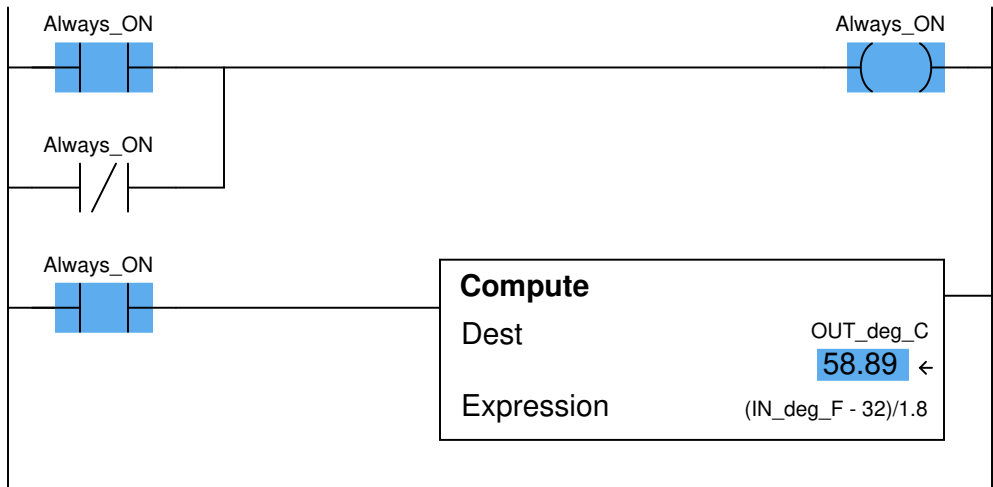 Always_ON
Always_ON
Always_ON
Always_ON
Compute
Dest
OUT_deg_C
58.89 ←
Expression
(IN_deg_F - 32)/1.8